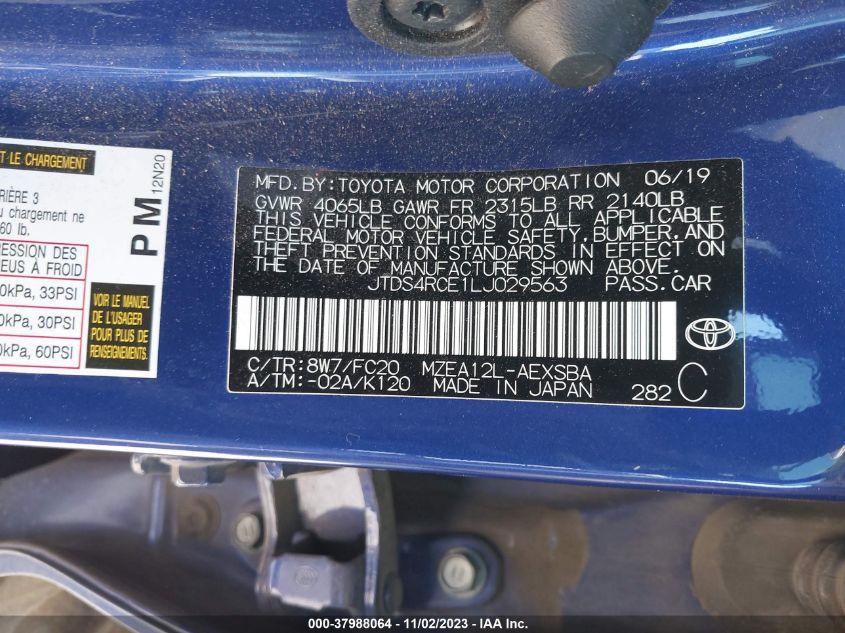 T LE CHARGEMENT
RIÈRE 3
u chargement ne
60 lb.
ESSION DES
EUS À FROID
0kPa, 33PSI
0kPa, 30PSI
0kPa, 60PSI
VOIR LE MANUEL
DE L'USAGER
POUR PLUS DE
RENSEIGNEMENTS.
PM 12N20
MFD. BY: TOYOTA MOTOR CORPORATION 06/19
GVWR 4065LB GAWR FR 2315LB RR 2140LB
THIS VEHICLE CONFORMS TO ALL APPLICABLE
FEDERAL MOTOR VEHICLE SAFETY, BUMPER, AND
THEFT PREVENTION STANDARDS IN EFFECT ON
THE DATE OF MANUFACTURE SHOWN ABOVE.
JTDS4RCE1LJ029563 PASS. CAR
C/TR: 8W7/FC20 MZEA12L-AEXSBA
A/TM: -02A/K120 MADE IN JAPAN 282 C
000-37988064 - 11/02/2023 - IAA Inc.